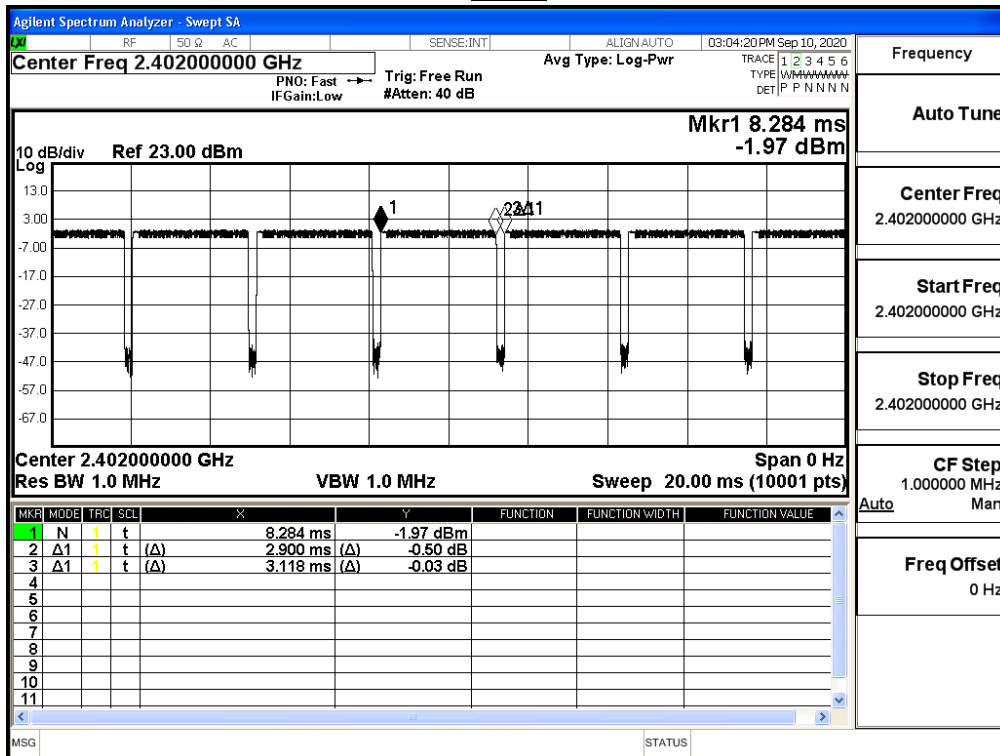 Agilent Spectrum Analyzer - Swept SA
LXI RF 50 Ω AC SENSE:INT ALIGN AUTO 03:04:20 PM Sep 10, 2020
Center Freq 2.402000000 GHz
PNO: Fast
IFGain:Low
Trig: Free Run
#Atten: 40 dB
Avg Type: Log-Pwr
TRACE 1 2 3 4 5 6
TYPE
DET P P N N N N
Mkr1 8.284 ms
-1.97 dBm
10 dB/div Ref 23.00 dBm
Log
13.0
3.00
-7.00
-17.0
-27.0
-37.0
-47.0
-57.0
-67.0
1
Center 2.402000000 GHz Span 0 Hz
Res BW 1.0 MHz VBW 1.0 MHz Sweep 20.00 ms (10001 pts)
MKR MODE TRC SCL X Y FUNCTION FUNCTION WIDTH FUNCTION VALUE
1 N 1 t 8.284 ms -1.97 dBm
2 Δ1 1 t (Δ) 2.900 ms (Δ) -0.50 dB
3 Δ1 1 t (Δ) 3.118 ms (Δ) -0.03 dB
4
5
6
7
8
9
10
11
MSG STATUS
Frequency
Auto Tune
Center Freq
2.402000000 GHz
Start Freq
2.402000000 GHz
Stop Freq
2.402000000 GHz
CF Step
1.000000 MHz
Auto Man
Freq Offset
0 Hz